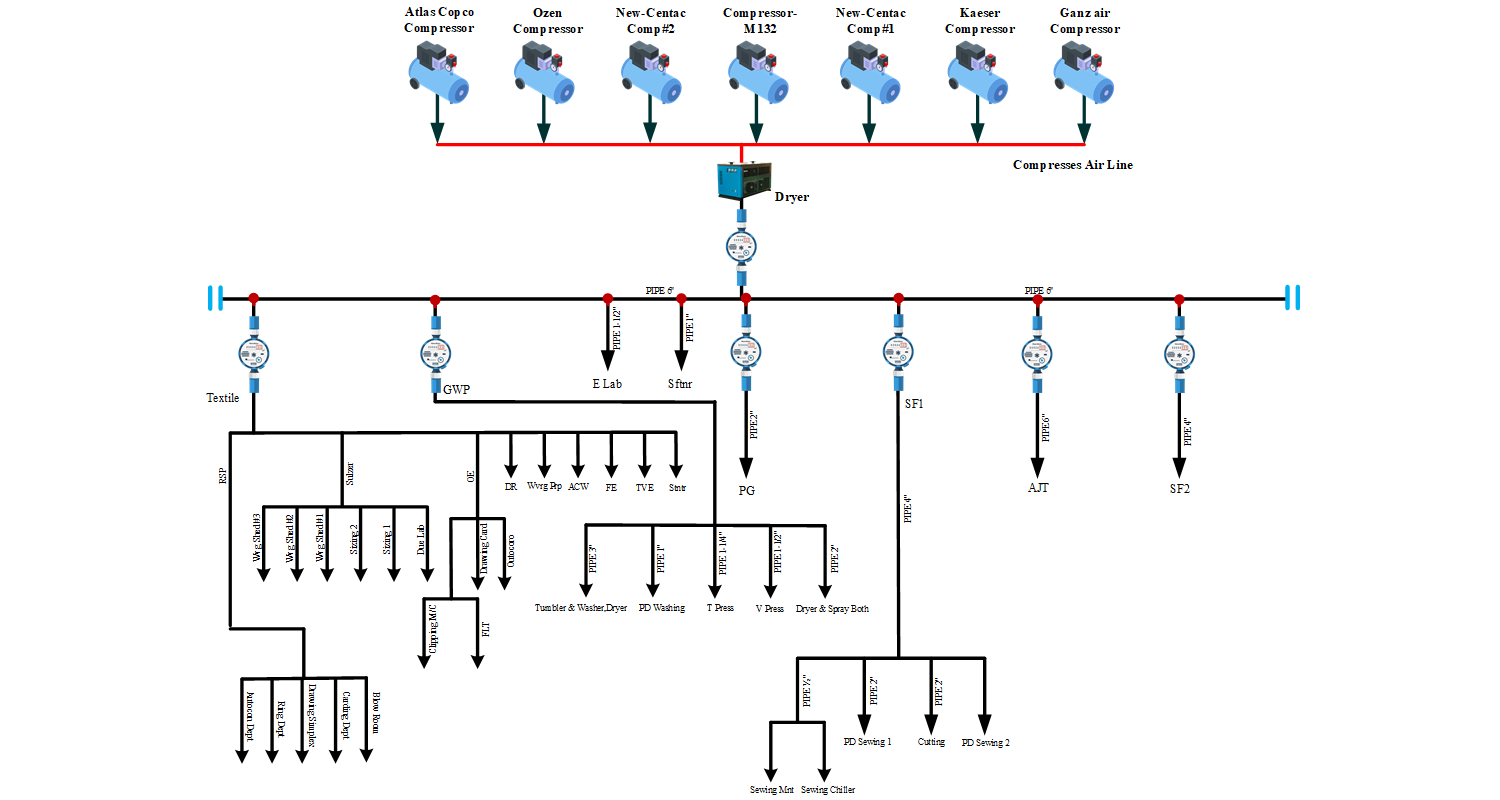 Atlas Copco
Compressor
Ozen
Compressor
New-Centac
Comp#2
Compressor-
M132
New-Centac
Comp#1
Kaeser
Compressor
Ganz air
Compressor
Compresses Air Line
Dryer
PIPE 6"
PIPE 6"
PIPE 1-1/2"
PIPE 1"
E Lab
Sftnr
Textile
GWP
SF1
PIPE 2"
PIPE 6"
PIPE 4"
PG
AJT
SF2
RSP
Sulzer
OE
DR
Wvrg Prp
ACW
FE
TVE
Stntr
PIPE 4"
Wvg Shed#3
Wvg Shed#2
Wvg Shed#1
Sizing 2
Sizing 1
Due Lab
Drawing Card
Outocoro
PIPE 3"
PIPE 1"
PIPE 1-1/4"
PIPE 1-1/2"
PIPE 2"
Tumbler & Washer,Dryer
PD Washing
T Press
V Press
Dryer & Spray Both
Clipping M/C
FLT
Autocon Dept
Ring Dept
Drawing Simplex
Carding Dept
Blow Room
PIPE ½"
PIPE 2"
PIPE 2"
PD Sewing 1
Cutting
PD Sewing 2
Sewing Mnt
Sewing Chiller